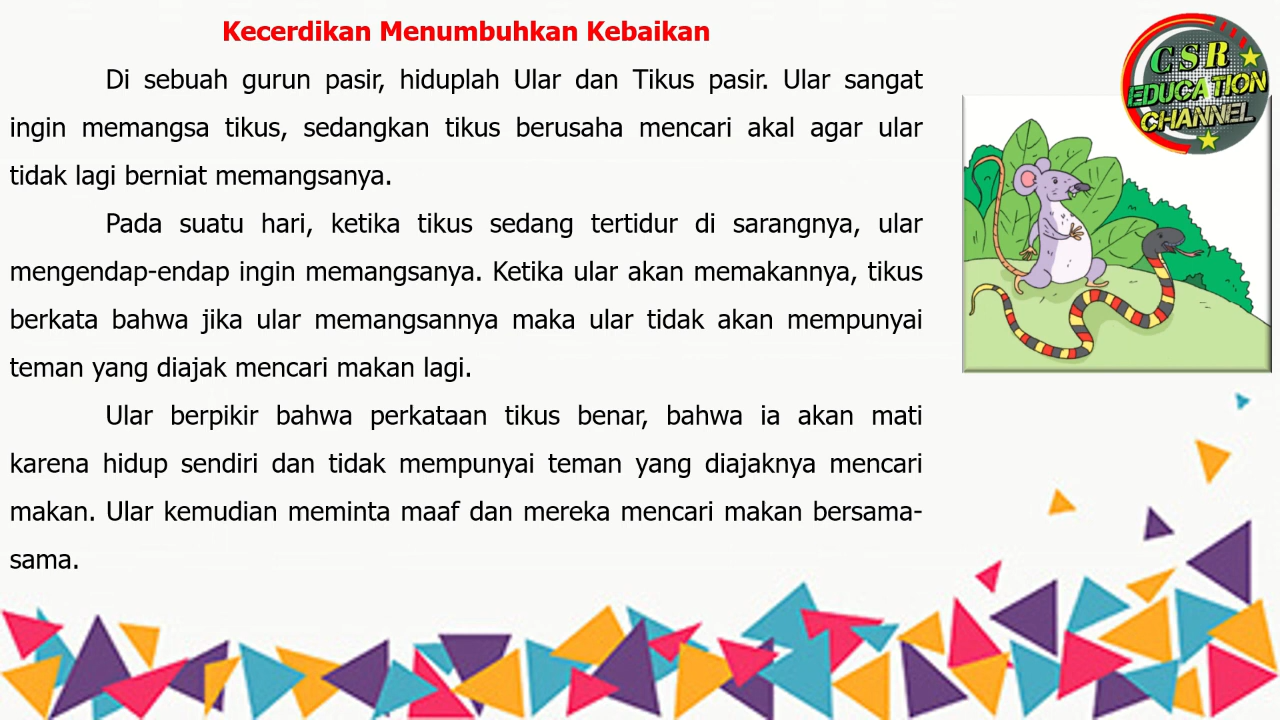 Kecerdikan Menumbuhkan Kebaikan
Di sebuah gurun pasir, hiduplah Ular dan Tikus pasir. Ular sangat
ingin memangsa tikus, sedangkan tikus berusaha mencari akal agar ular
tidak lagi berniat memangsanya.
Pada suatu hari, ketika tikus sedang tertidur di sarangnya, ular
mengendap-endap ingin memangsanya. Ketika ular akan memakannya, tikus
berkata bahwa jika ular memangsannya maka ular tidak akan mempunyai
teman yang diajak mencari makan lagi.
Ular berpikir bahwa perkataan tikus benar, bahwa ia akan mati
karena hidup sendiri dan tidak mempunyai teman yang diajaknya mencari
makan. Ular kemudian meminta maaf dan mereka mencari makan bersama-
sama.
CSR
EDUCATION
CHANNEL